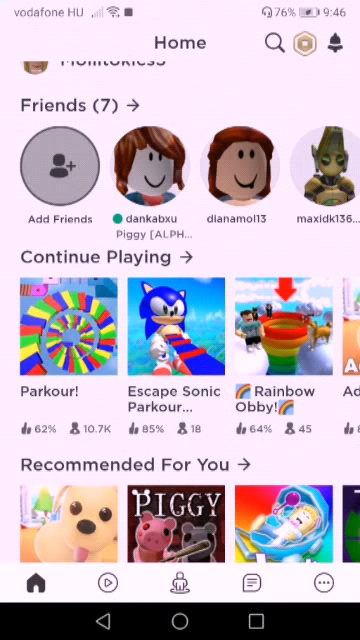 vodafone HU 76% 9:46
Home
Friends (7) →
Add Friends
dankabxu
Piggy [ALPH...
dianamol13
maxidk136...
Continue Playing →
Parkour!
62% 10.7K
Escape Sonic
Parkour...
85% 18
🌈Rainbow
Obby!🌈
64% 45
Ad
Recommended For You →
PIGGY